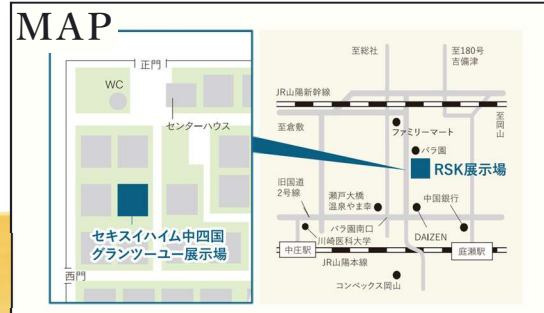 MAP
正門
WC
センターハウス
セキスイハイム中四国
グランツーユー展示場
西門
至総社
至180号
吉備津
JR山陽新幹線
至倉敷
至岡山
ファミリーマート
バラ園
RSK展示場
旧国道
2号線
瀬戸大橋
温泉やま幸
中国銀行
バラ園南口
川崎医科大学
DAIZEN
中庄駅
庭瀬駅
JR山陽本線
コンベックス岡山